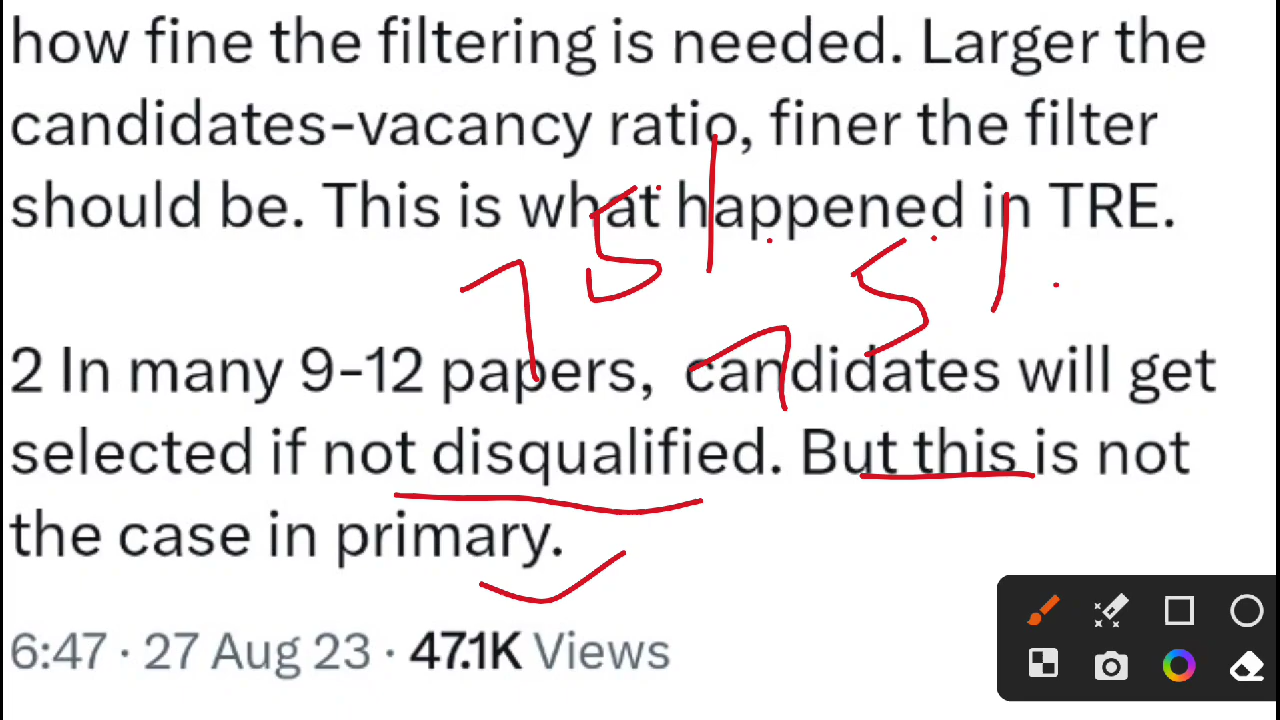 how fine the filtering is needed. Larger the
candidates-vacancy ratio, finer the filter
should be. This is what happened in TRE.
2 In many 9-12 papers, candidates will get
selected if not disqualified. But this is not
the case in primary.
6:47 · 27 Aug 23 · 47.1K Views